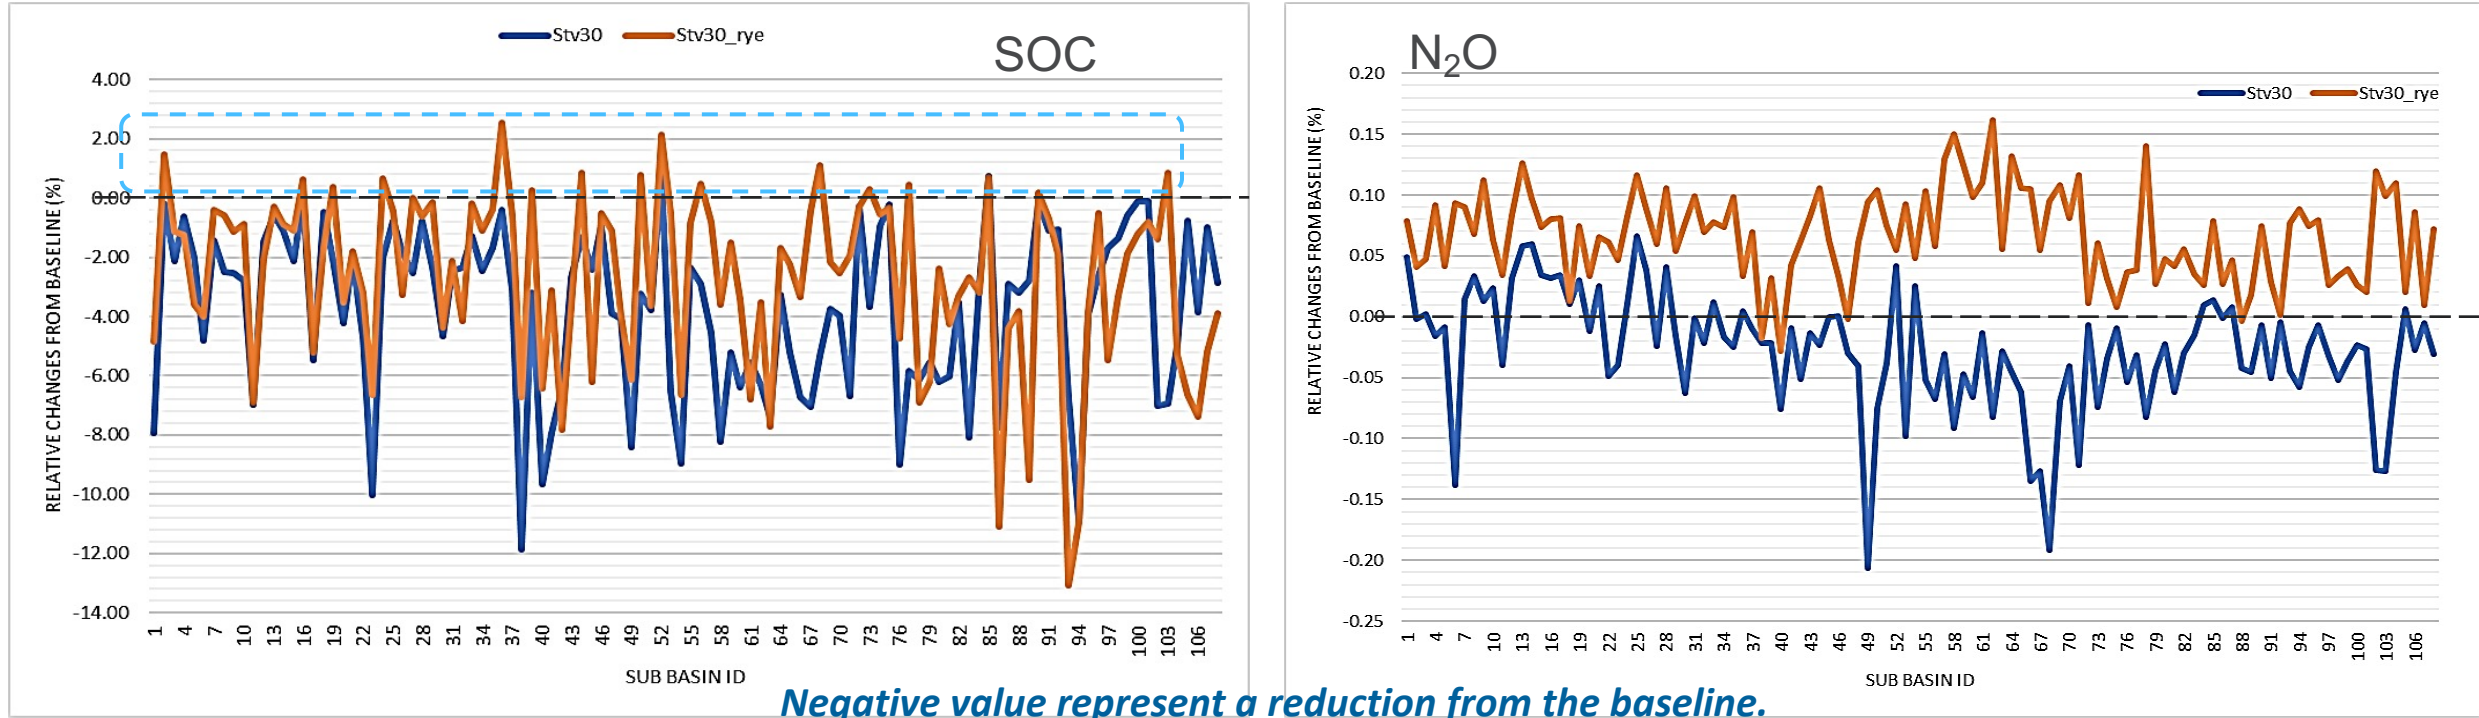 Stv30 Stv30_rye
SOC
4.00
2.00
0.00
-2.00
-4.00
-6.00
-8.00
-10.00
-12.00
-14.00
RELATIVE CHANGES FROM BASELINE (%)
1 4 7 10 13 16 19 22 25 28 31 34 37 40 43 46 49 52 55 58 61 64 67 70 73 76 79 82 85 88 91 94 97 100 103 106
SUB BASIN ID
N₂O
Stv30 Stv30_rye
0.20
0.15
0.10
0.05
0.00
-0.05
-0.10
-0.15
-0.20
-0.25
RELATIVE CHANGES FROM BASELINE (%)
1 4 7 10 13 16 19 22 25 28 31 34 37 40 43 46 49 52 55 58 61 64 67 70 73 76 79 82 85 88 91 94 97 100 103 106
SUB BASIN ID
Negative value represent a reduction from the baseline.